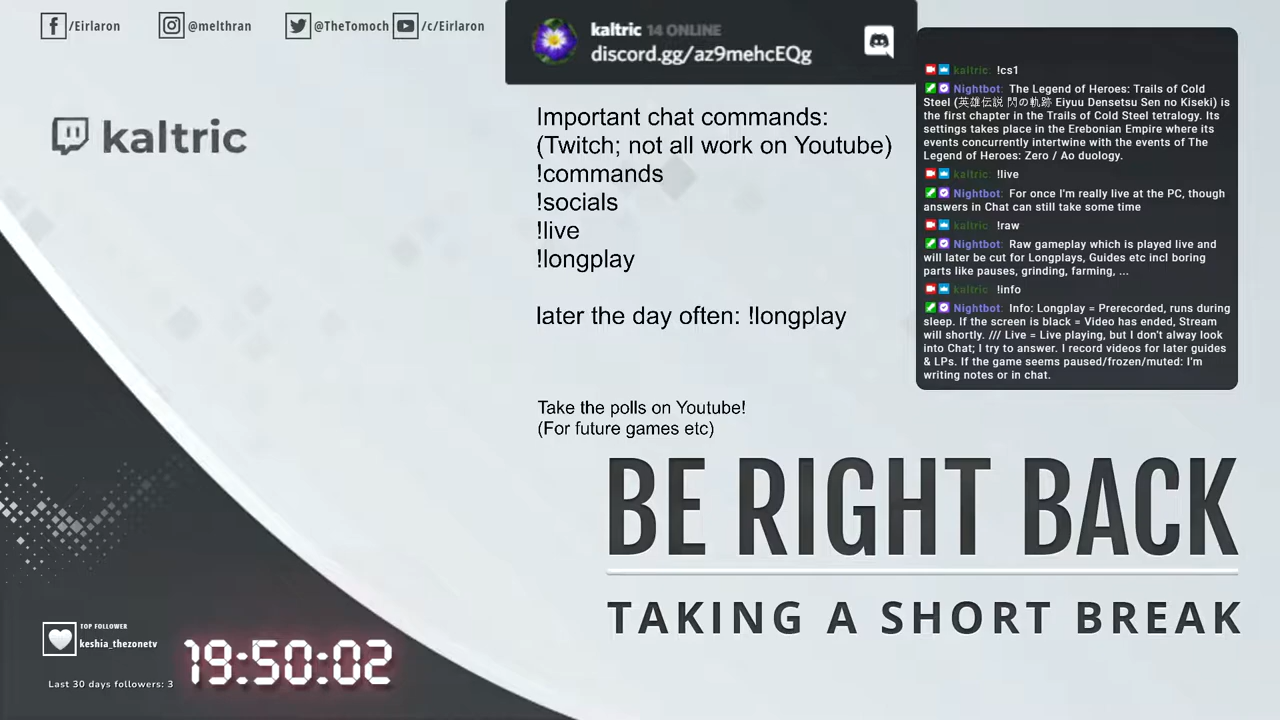 /Eirlaron
@melthran
@TheTomoch
/c/Eirlaron
kaltric 14 ONLINE
discord.gg/az9mehcEQg
kaltric
Important chat commands:
(Twitch; not all work on Youtube)
!commands
!socials
!live
!longplay
later the day often: !longplay
Take the polls on Youtube!
(For future games etc)
kaltric: !cs1
Nightbot: The Legend of Heroes: Trails of Cold
Steel (英雄伝説 閃の軌跡 Eiyuu Densetsu Sen no Kiseki) is
the first chapter in the Trails of Cold Steel tetralogy. Its
settings takes place in the Erebonian Empire where its
events concurrently intertwine with the events of The
Legend of Heroes: Zero / Ao duology.
kaltric: !live
Nightbot: For once I'm really live at the PC, though
answers in Chat can still take some time
kaltric: !raw
Nightbot: Raw gameplay which is played live and
will later be cut for Longplays, Guides etc incl boring
parts like pauses, grinding, farming, ...
kaltric: !info
Nightbot: Info: Longplay = Prerecorded, runs during
sleep. If the screen is black = Video has ended, Stream
will shortly. /// Live = Live playing, but I don't alway look
into Chat; I try to answer. I record videos for later guides
& LPs. If the game seems paused/frozen/muted: I'm
writing notes or in chat.
BE RIGHT BACK
TAKING A SHORT BREAK
TOP FOLLOWER
keshia_thezonetv
Last 30 days followers: 3
19:50:02